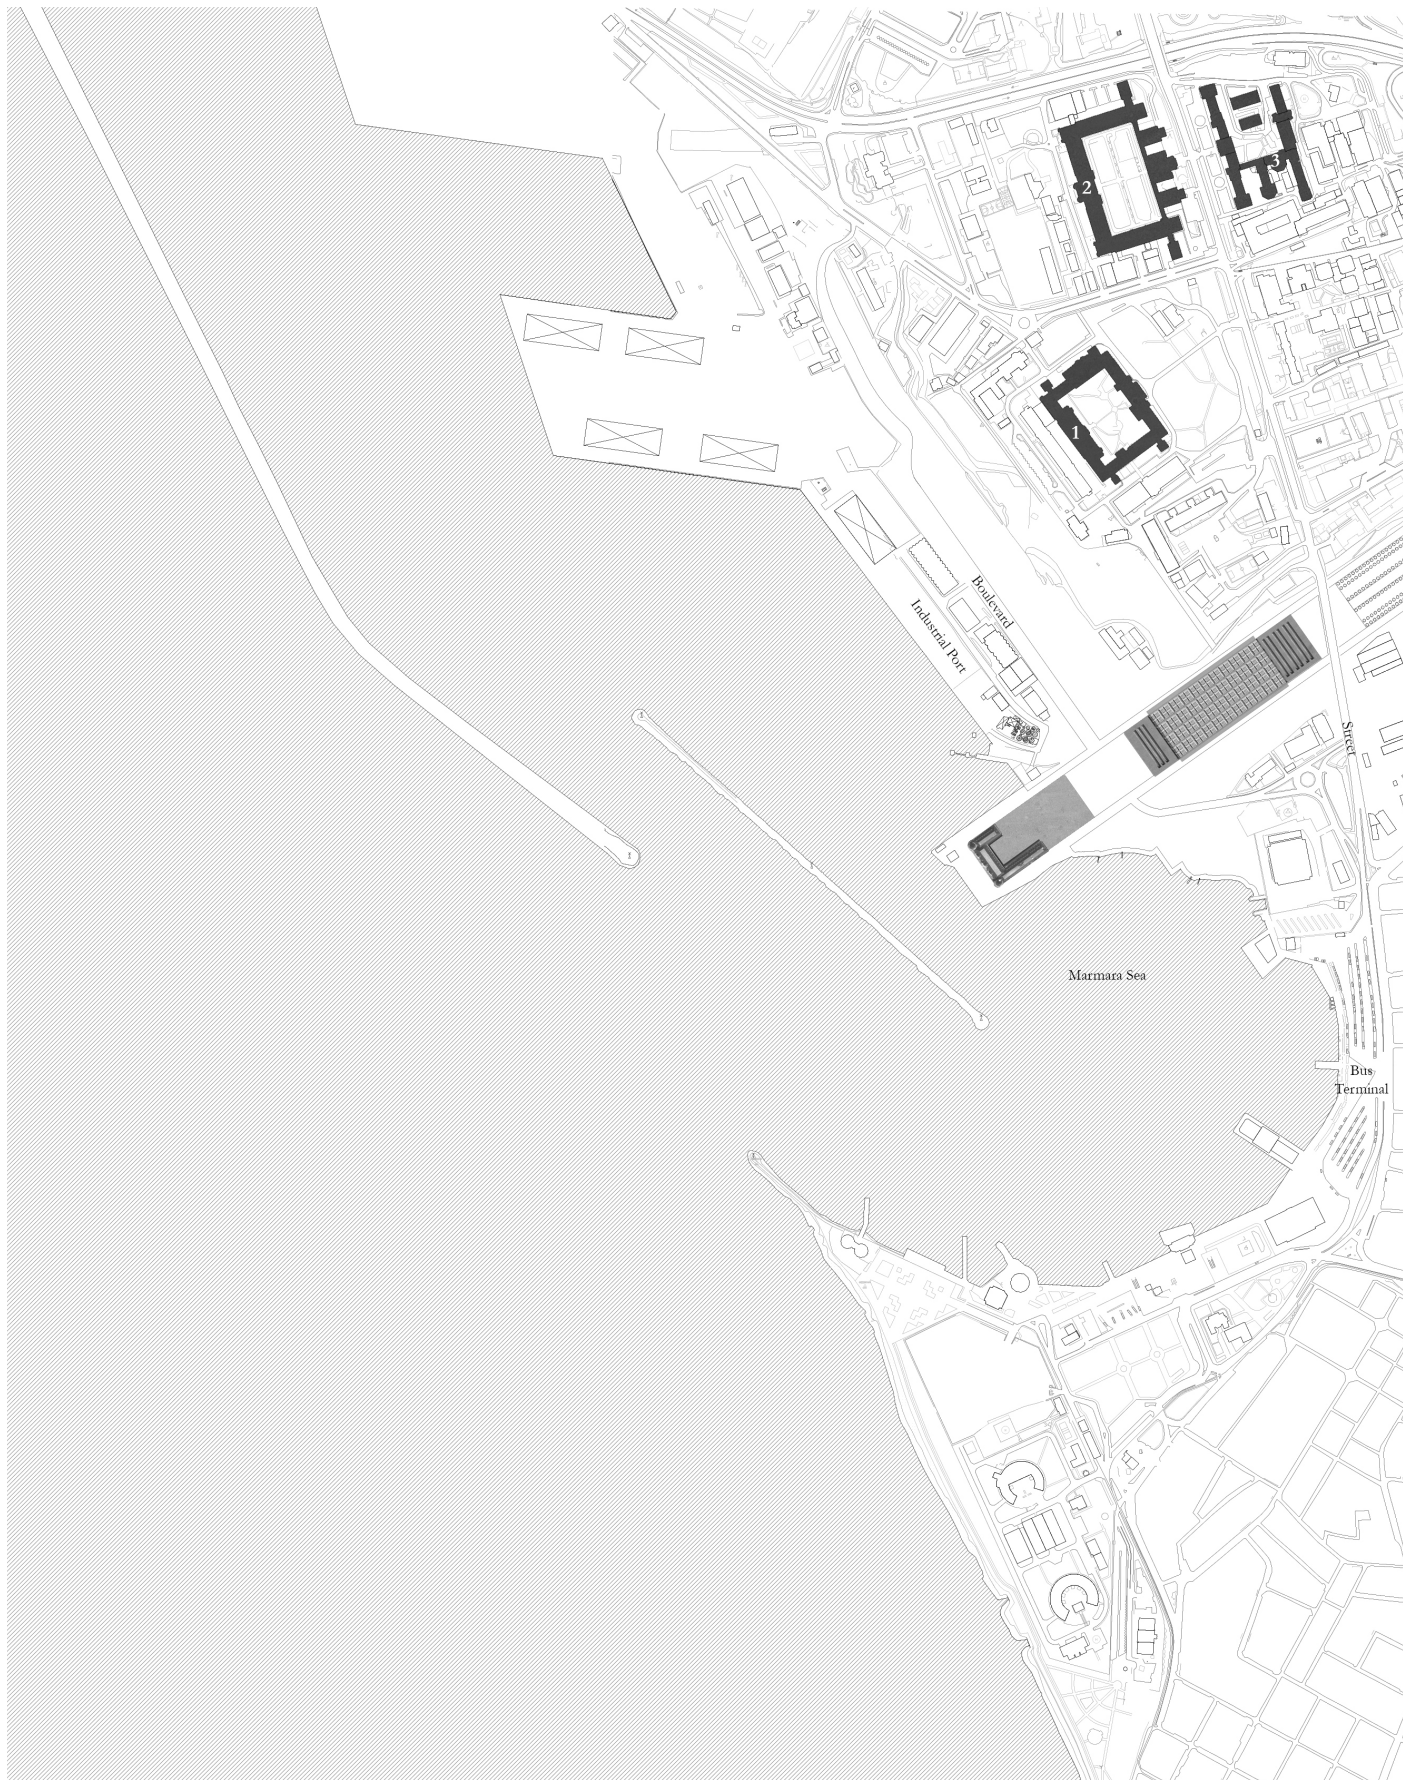 3
2
1
Boulevard
Industrial Port
Street
Marmara Sea
Bus
Terminal